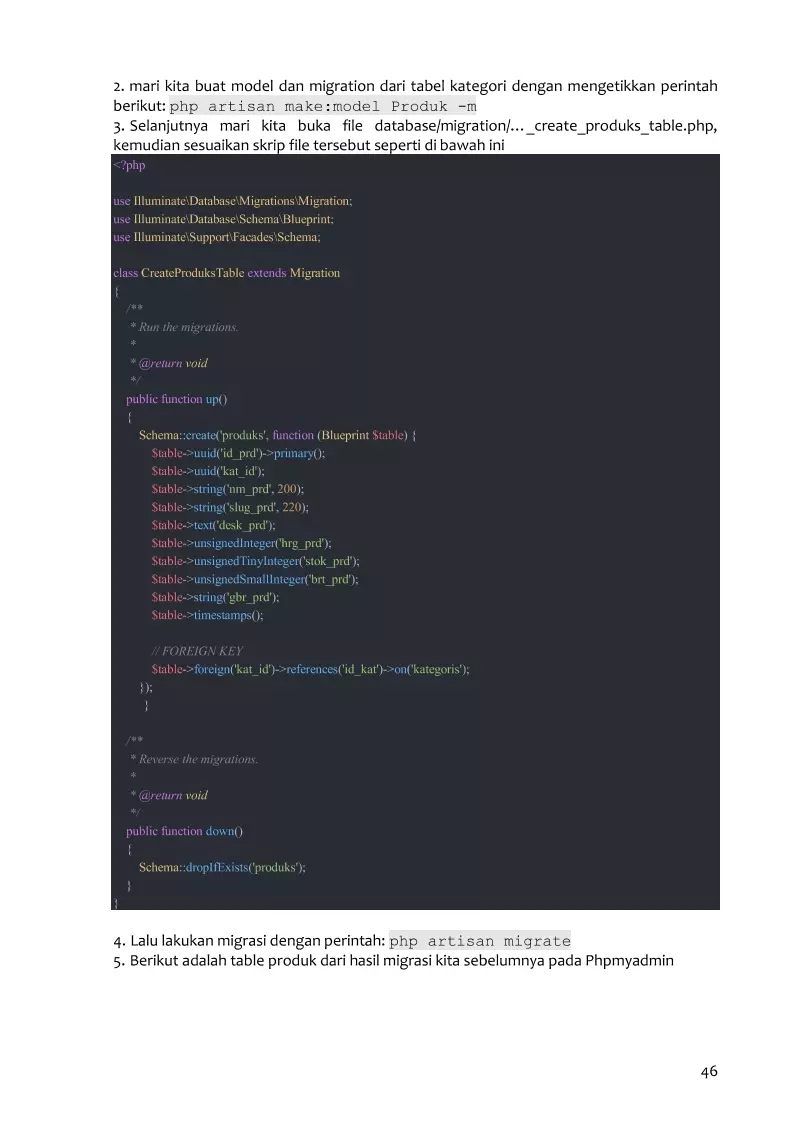 2. mari kita buat model dan migration dari tabel kategori dengan mengetikkan perintah
berikut: php artisan make:model Produk -m
3. Selanjutnya mari kita buka file database/migration/…_create_produks_table.php,
kemudian sesuaikan skrip file tersebut seperti di bawah ini
<?php

use Illuminate\Database\Migrations\Migration;
use Illuminate\Database\Schema\Blueprint;
use Illuminate\Support\Facades\Schema;

class CreateProduksTable extends Migration
{
    /**
     * Run the migrations.
     *
     * @return void
     */
    public function up()
    {
        Schema::create('produks', function (Blueprint $table) {
            $table->uuid('id_prd')->primary();
            $table->uuid('kat_id');
            $table->string('nm_prd', 200);
            $table->string('slug_prd', 220);
            $table->text('desk_prd');
            $table->unsignedInteger('hrg_prd');
            $table->unsignedTinyInteger('stok_prd');
            $table->unsignedSmallInteger('brt_prd');
            $table->string('gbr_prd');
            $table->timestamps();

            // FOREIGN KEY
            $table->foreign('kat_id')->references('id_kat')->on('kategoris');
        });
         }

    /**
     * Reverse the migrations.
     *
     * @return void
     */
    public function down()
    {
        Schema::dropIfExists('produks');
    }
}

4. Lalu lakukan migrasi dengan perintah: php artisan migrate
5. Berikut adalah table produk dari hasil migrasi kita sebelumnya pada Phpmyadmin
46